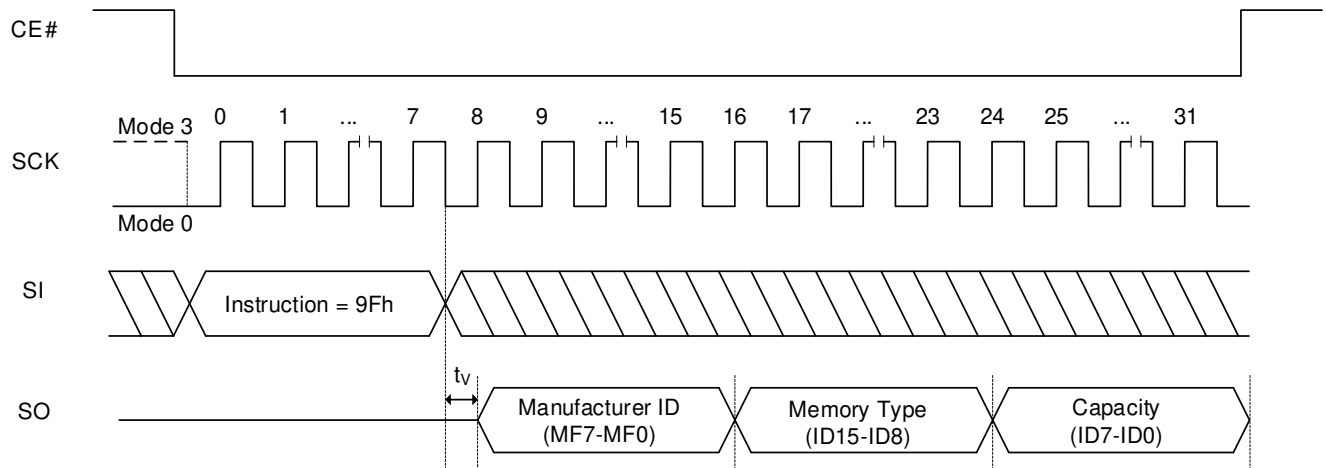 CE#
0 1 ... 7 8 9 ... 15 16 17 ... 23 24 25 ... 31
Mode 3
SCK
Mode 0
SI
Instruction = 9Fh
tV
SO
Manufacturer ID
(MF7-MF0)
Memory Type
(ID15-ID8)
Capacity
(ID7-ID0)